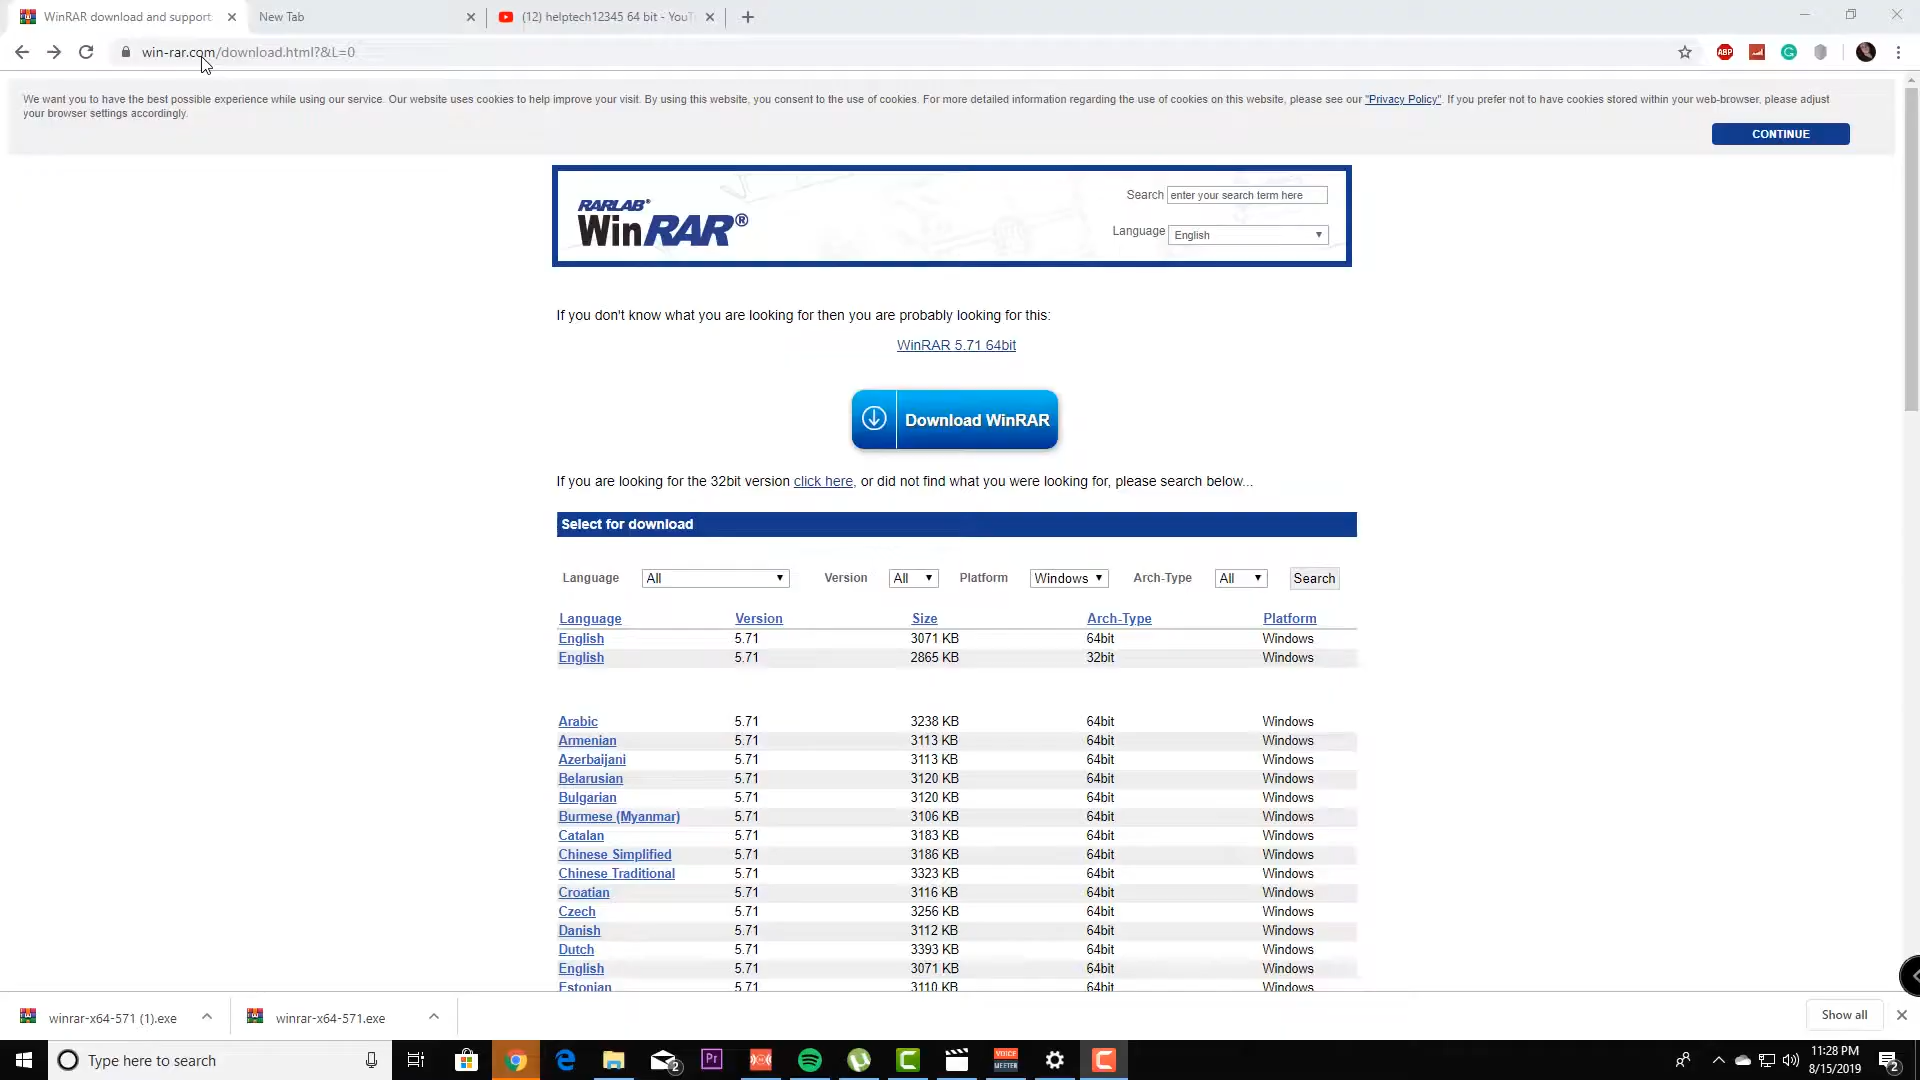 WinRAR download and support
New Tab
(12) helptech12345 64 bit - YouT
win-rar.com/download.html?&L=0
ABP
We want you to have the best possible experience while using our service. Our website uses cookies to help improve your visit. By using this website, you consent to the use of cookies. For more detailed information regarding the use of cookies on this website, please see our "Privacy Policy". If you prefer not to have cookies stored within your web-browser, please adjust
your browser settings accordingly.
CONTINUE
RARLAB®
WinRAR®
Search enter your search term here
Language English
If you don't know what you are looking for then you are probably looking for this:
WinRAR 5.71 64bit
Download WinRAR
If you are looking for the 32bit version click here, or did not find what you were looking for, please search below...
Select for download
Language All Version All Platform Windows Arch-Type All Search
Language Version Size Arch-Type Platform
English 5.71 3071 KB 64bit Windows
English 5.71 2865 KB 32bit Windows
Arabic 5.71 3238 KB 64bit Windows
Armenian 5.71 3113 KB 64bit Windows
Azerbaijani 5.71 3113 KB 64bit Windows
Belarusian 5.71 3120 KB 64bit Windows
Bulgarian 5.71 3120 KB 64bit Windows
Burmese (Myanmar) 5.71 3106 KB 64bit Windows
Catalan 5.71 3183 KB 64bit Windows
Chinese Simplified 5.71 3186 KB 64bit Windows
Chinese Traditional 5.71 3323 KB 64bit Windows
Croatian 5.71 3116 KB 64bit Windows
Czech 5.71 3256 KB 64bit Windows
Danish 5.71 3112 KB 64bit Windows
Dutch 5.71 3393 KB 64bit Windows
English 5.71 3071 KB 64bit Windows
Estonian 5.71 3110 KB 64bit Windows
winrar-x64-571 (1).exe
winrar-x64-571.exe
Show all
Type here to search
2
Pr
VOICE
MEETER
11:28 PM
8/15/2019
2